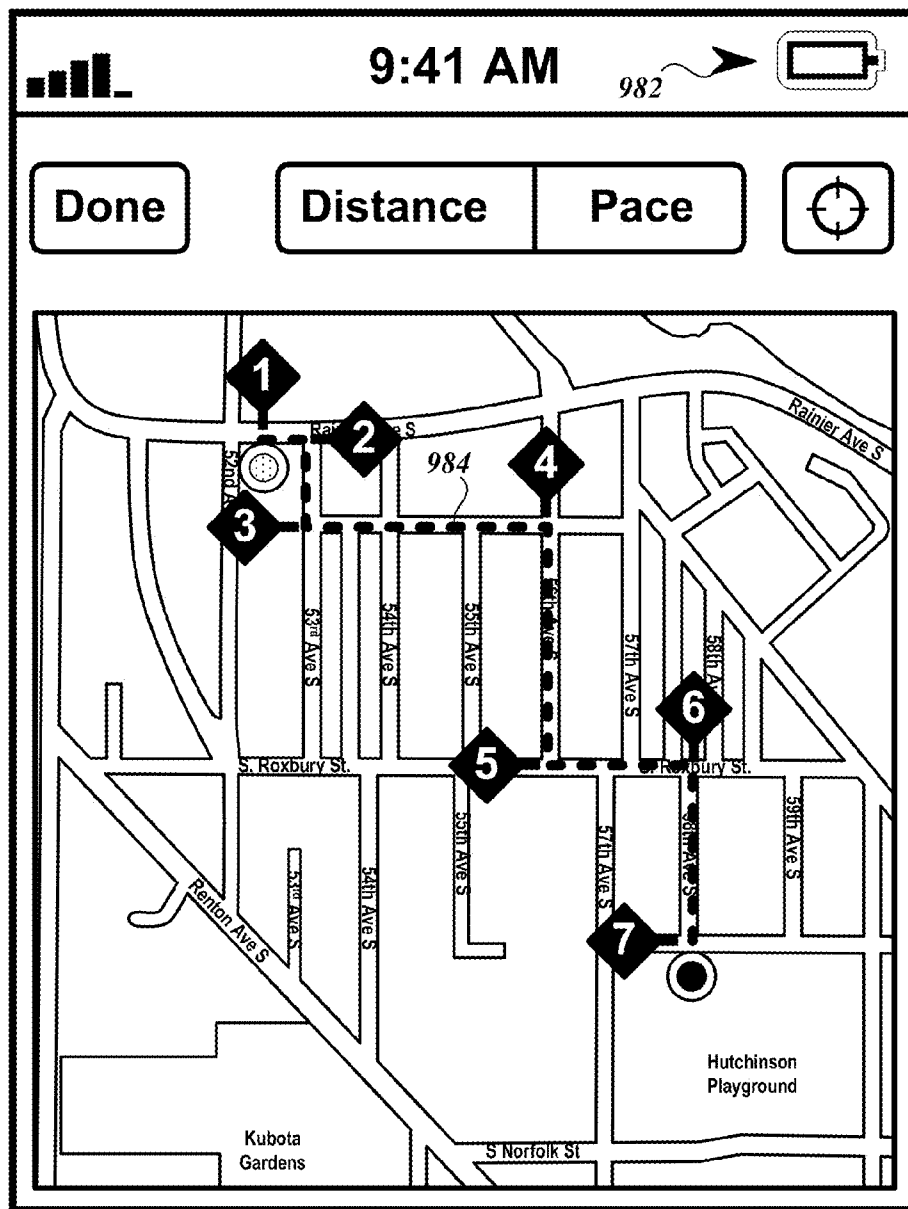 9:41 AM
982
Done
Distance
Pace
1
2
Rainier Ave S
984
4
52nd A
3
53rd Ave S
54th Ave S
55th Ave S
57th Ave S
58th
6
5
S. Roxbury St.
Roxbury St.
55th Ave S
57th Ave S
59th Ave S
53rd Ave S
54th Ave S
Renton Ave S
7
Hutchinson
Playground
Kubota
Gardens
S Norfolk St